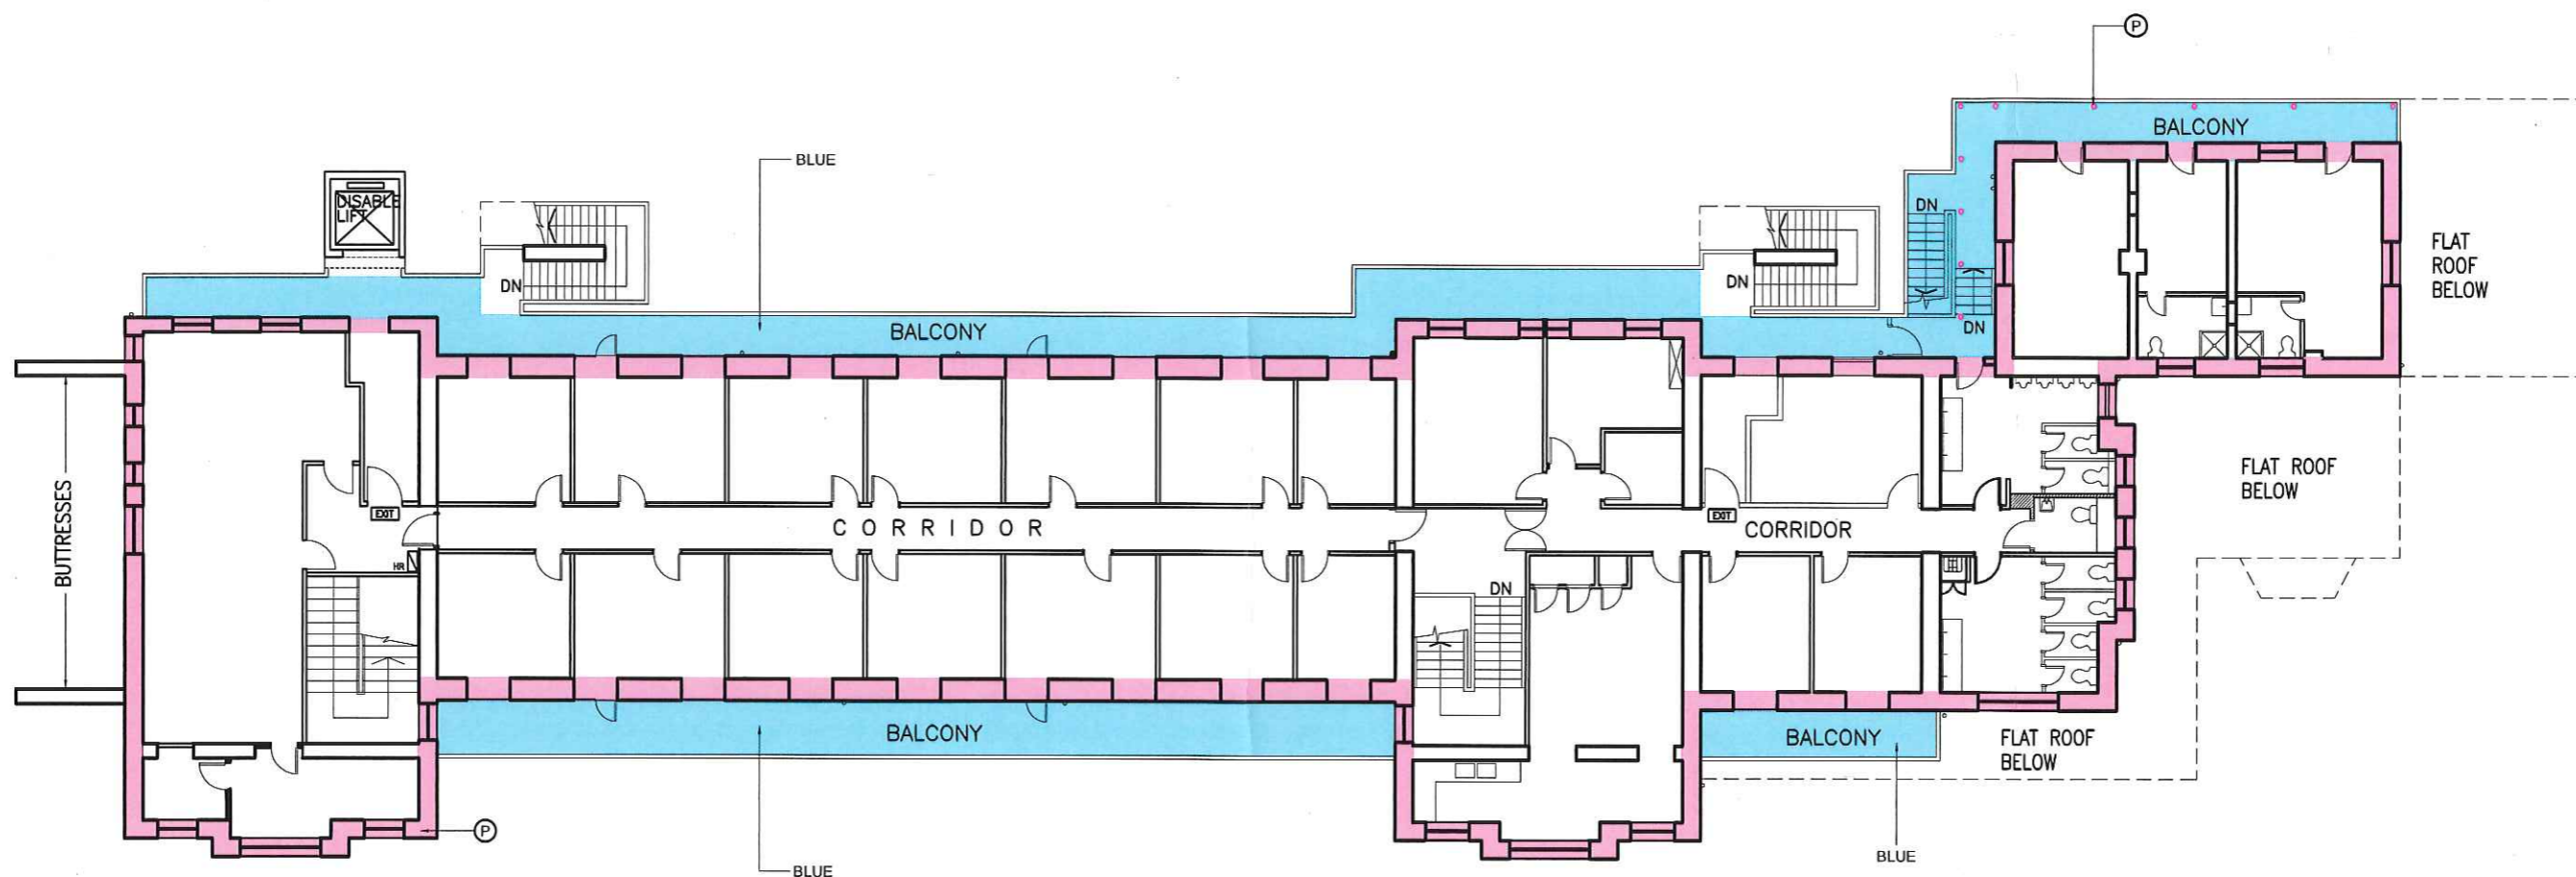 P
BALCONY
BLUE
DISABLE
LIFT
DN
DN
DN
DN
BALCONY
FLAT
ROOF
BELOW
BUTTRESSES
EXIT
CORRIDOR
EXIT
CORRIDOR
FLAT ROOF
BELOW
HR
DN
BALCONY
BALCONY
FLAT ROOF
BELOW
P
BLUE
BLUE